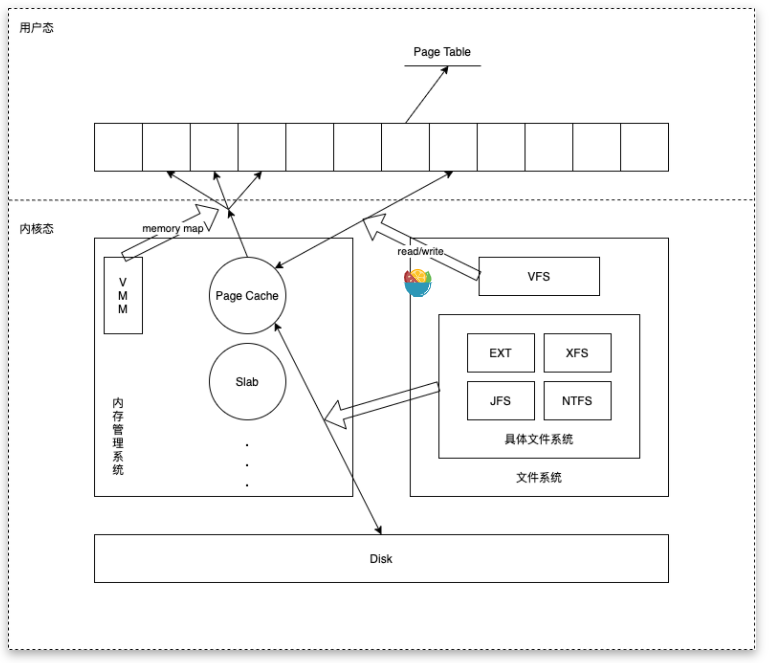 用户态
Page Table
内核态
memory map
read/write
VMM
Page Cache
VFS
Slab
EXT
XFS
JFS
NTFS
内存管理系统
具体文件系统
文件系统
Disk